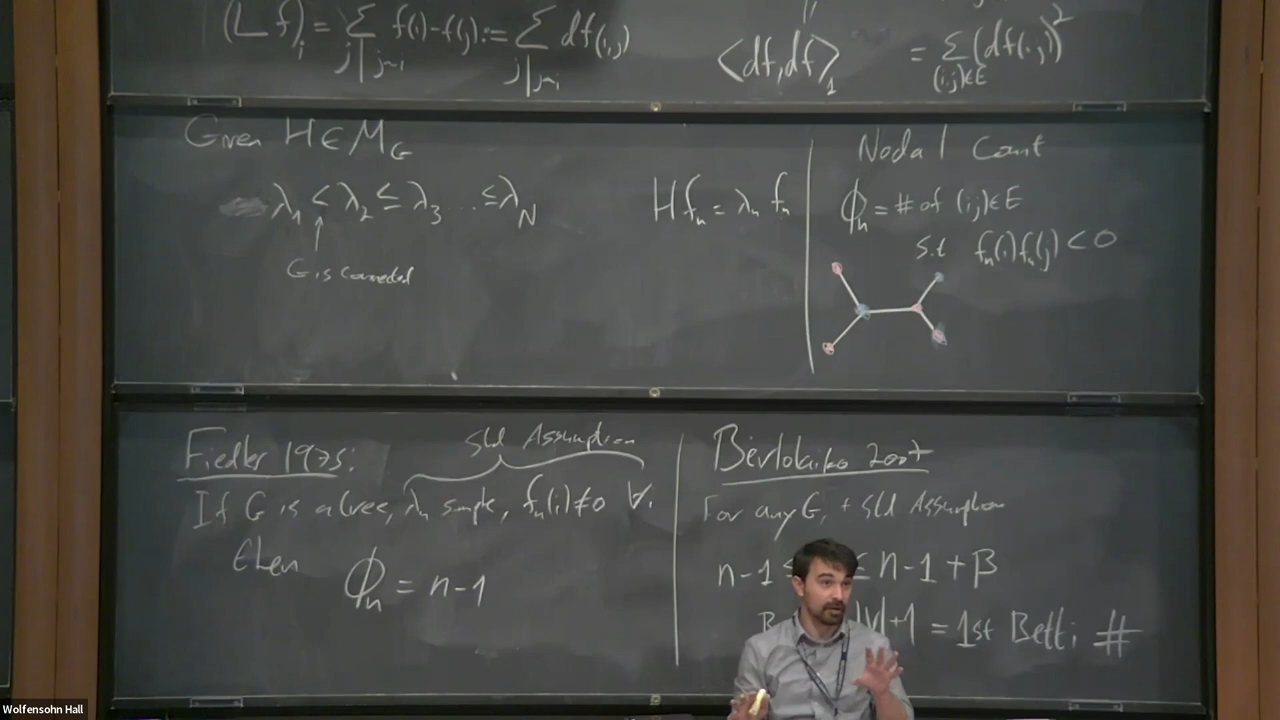 (Lf)_i = Σ_{j|j~i} f(i)-f(j) := Σ_{j|j~i} df(i,j)
<df,df>_1 = Σ_{(i,j)∈E} (df(i,j))^2
Given H∈M_G
λ_1 < λ_2 ≤ λ_3 ... ≤ λ_N
G is connected
H f_n = λ_n f_n
Nodal Count
ϕ_n = # of (i,j)∈E
s.t f_n(i)f_n(j) < 0
Fiedler 1975:
Std Assumption
If G is a tree, λ_n simple, f_n(i)≠0 ∀i
then
ϕ_n = n-1
For any G, + Std Assumption
n-1 ≤ n-1+β
|V|+1 = 1st Betti #
Wolfensohn Hall